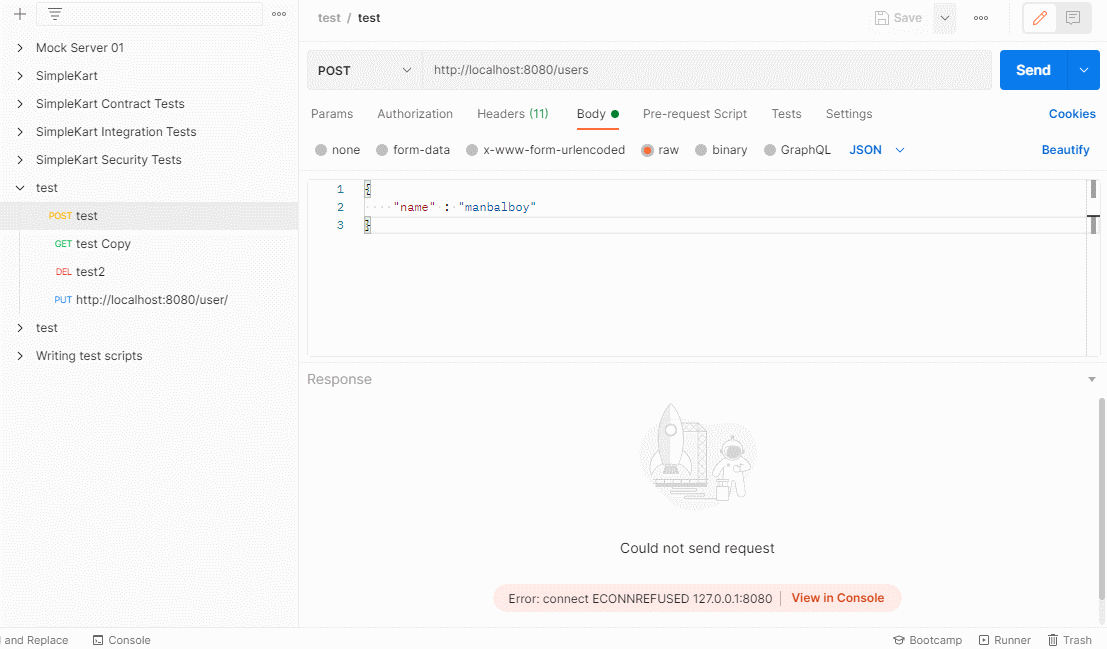 Mock Server 01
SimpleKart
SimpleKart Contract Tests
SimpleKart Integration Tests
SimpleKart Security Tests
test
POST test
GET test Copy
DEL test2
PUT http://localhost:8080/user/
test
Writing test scripts
test / test
Save
POST http://localhost:8080/users
Send
Params Authorization Headers (11) Body Pre-request Script Tests Settings Cookies
none form-data x-www-form-urlencoded raw binary GraphQL JSON Beautify
1 {
2 "name" : "manbalboy"
3 }
Response
Could not send request
Error: connect ECONNREFUSED 127.0.0.1:8080 | View in Console
and Replace Console Bootcamp Runner Trash